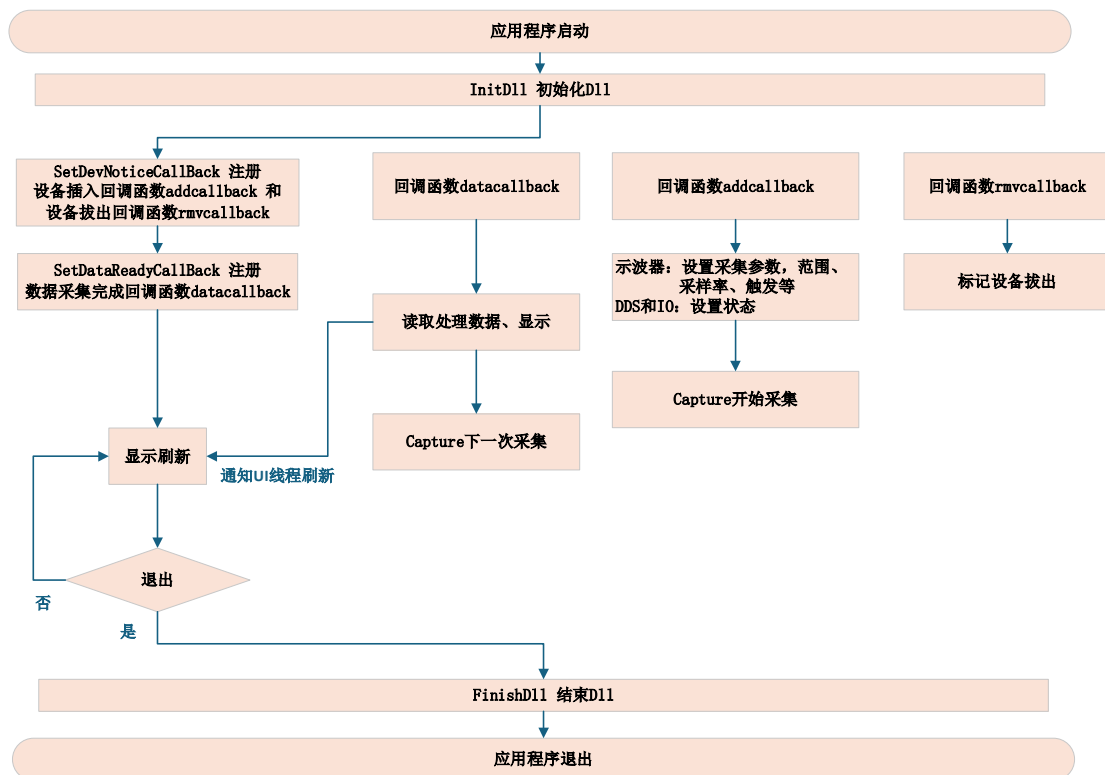 应用程序启动
InitDll 初始化Dll
SetDevNoticeCallBack 注册
设备插入回调函数addcallback 和
设备拔出回调函数rmvcallback
SetDataReadyCallBack 注册
数据采集完成回调函数datacallback
显示刷新
退出
否
是
回调函数datacallback
读取处理数据、显示
通知UI线程刷新
Capture下一次采集
回调函数addcallback
示波器：设置采集参数，范围、
采样率、触发等
DDS和IO：设置状态
Capture开始采集
回调函数rmvcallback
标记设备拔出
FinishDll 结束Dll
应用程序退出